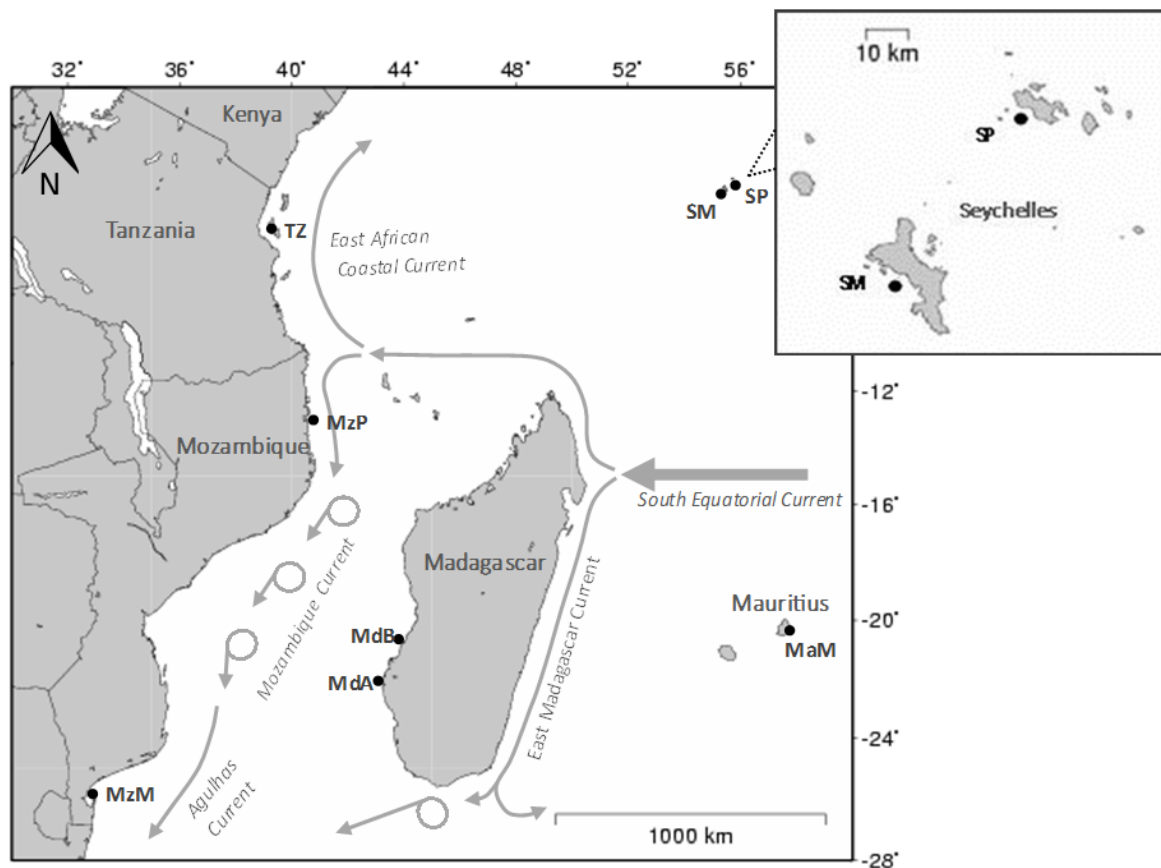 32° 36° 40° 44° 48° 52° 56°
10 km
SP
Seychelles
SM
Kenya
N
Tanzania
TZ
East African
Coastal Current
SM
SP
-12°
MzP
Mozambique
South Equatorial Current
-16°
Madagascar
Mozambique Current
East Madagascar Current
Mauritius
-20°
MdB
MaM
MdA
-24°
MzM
Agulhas
Current
1000 km
-28°